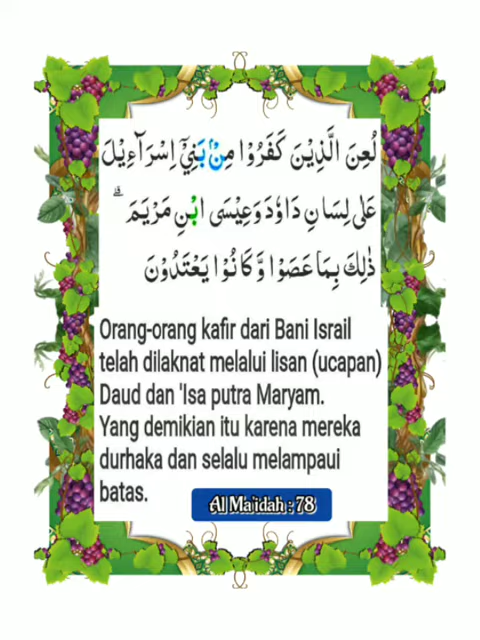 لُعِنَ الَّذِيْنَ كَفَرُوْا مِنْۢ بَنِيْٓ اِسْرَاۤءِيْلَ
عَلٰى لِسَانِ دَاوٗدَ وَعِيْسَى ابْنِ مَرْيَمَ ۗ
ذٰلِكَ بِمَا عَصَوْا وَّكَانُوْا يَعْتَدُوْنَ
Orang-orang kafir dari Bani Israil
telah dilaknat melalui lisan (ucapan)
Daud dan 'Isa putra Maryam.
Yang demikian itu karena mereka
durhaka dan selalu melampaui
batas.
Al Ma'idah : 78